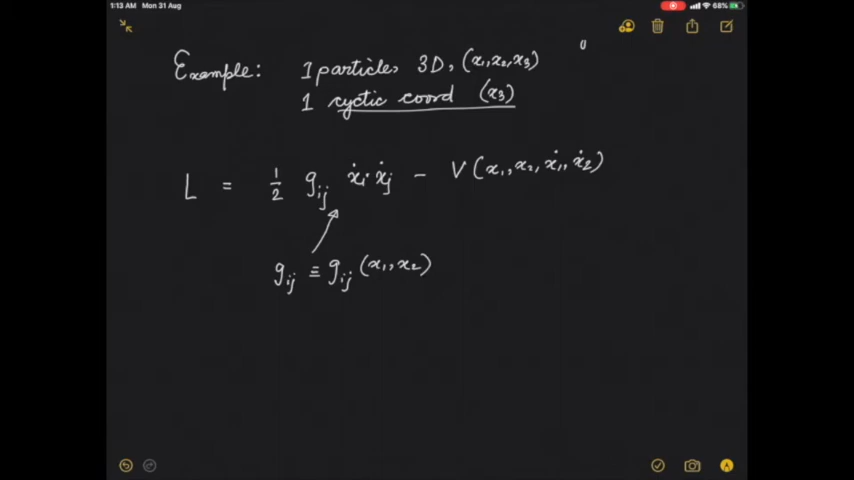 1:13 AM Mon 31 Aug 68%
Example: 1 particle, 3D, (x₁, x₂, x₃)
1 cyclic coord (x₃)
L = 1/2 gᵢⱼ ẋᵢ ẋⱼ - V(x₁, x₂, ẋ₁, ẋ₂)
gᵢⱼ ≡ gᵢⱼ (x₁, x₂)